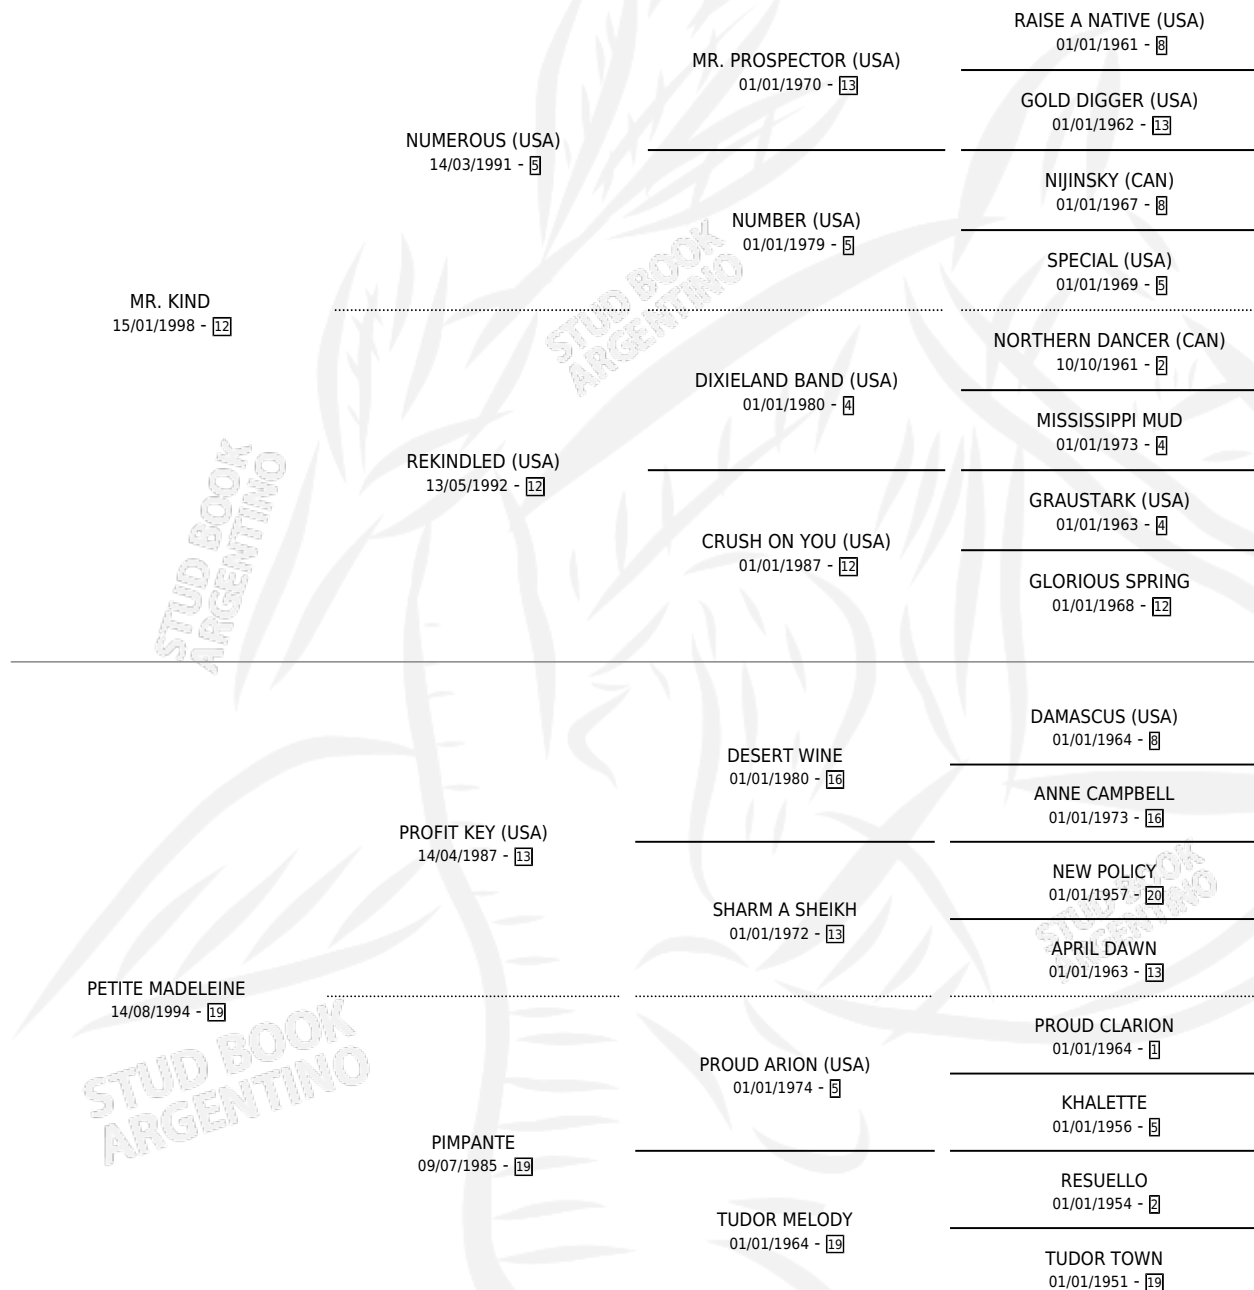 RAISE A NATIVE (USA)
01/01/1961 - 8
MR. PROSPECTOR (USA)
01/01/1970 - 13
GOLD DIGGER (USA)
01/01/1962 - 13
NUMEROUS (USA)
14/03/1991 - 5
NIJINSKY (CAN)
01/01/1967 - 8
NUMBER (USA)
01/01/1979 - 5
SPECIAL (USA)
01/01/1969 - 5
STUD BOOK
ARGENTINO
MR. KIND
15/01/1998 - 12
NORTHERN DANCER (CAN)
10/10/1961 - 2
DIXIELAND BAND (USA)
01/01/1980 - 4
MISSISSIPPI MUD
01/01/1973 - 4
REKINDLED (USA)
13/05/1992 - 12
GRAUSTARK (USA)
01/01/1963 - 4
CRUSH ON YOU (USA)
01/01/1987 - 12
GLORIOUS SPRING
01/01/1968 - 12
STUD BOOK
ARGENTINO
DAMASCUS (USA)
01/01/1964 - 8
DESERT WINE
01/01/1980 - 16
ANNE CAMPBELL
01/01/1973 - 16
PROFIT KEY (USA)
14/04/1987 - 13
NEW POLICY
01/01/1957 - 20
SHARM A SHEIKH
01/01/1972 - 13
STUD BOOK
ARGENTINO
APRIL DAWN
01/01/1963 - 13
PETITE MADELEINE
14/08/1994 - 19
PROUD CLARION
01/01/1964 - 1
PROUD ARION (USA)
01/01/1974 - 5
KHALETTE
01/01/1956 - 5
STUD BOOK
ARGENTINO
PIMPANTE
09/07/1985 - 19
RESUELLO
01/01/1954 - 2
TUDOR MELODY
01/01/1964 - 19
TUDOR TOWN
01/01/1951 - 19